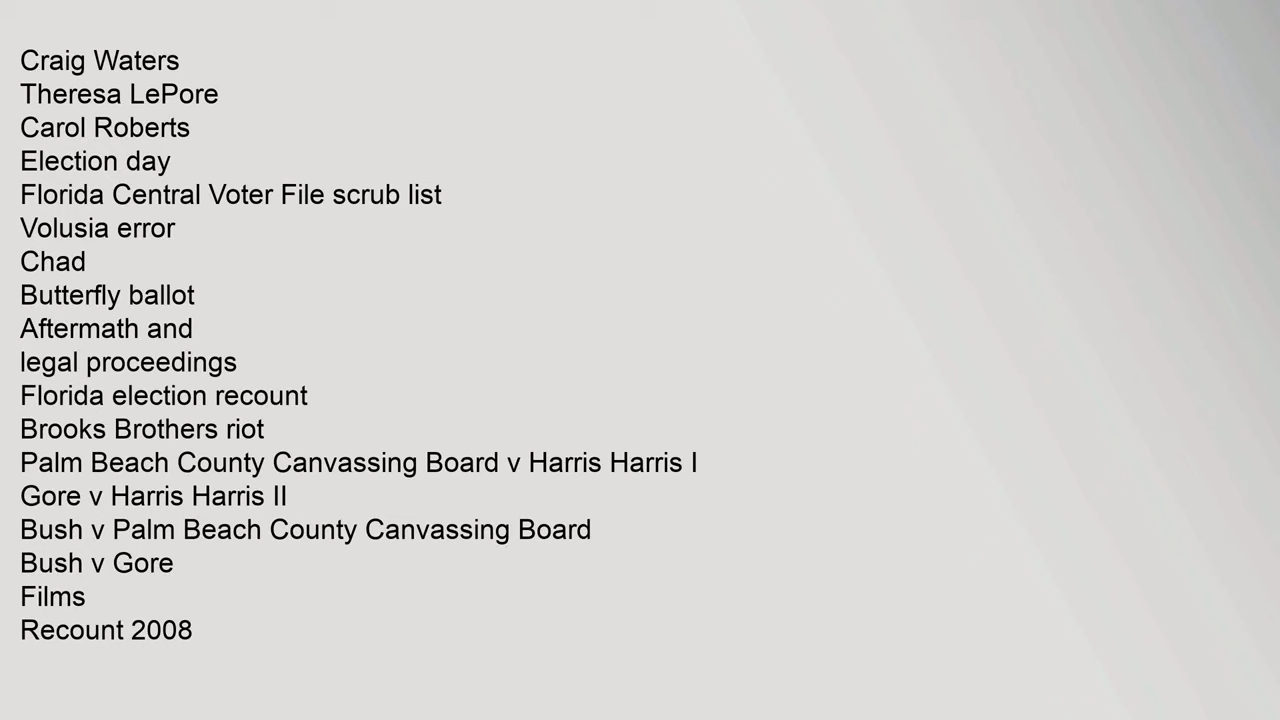 Craig Waters
Theresa LePore
Carol Roberts
Election day
Florida Central Voter File scrub list
Volusia error
Chad
Butterfly ballot
Aftermath and
legal proceedings
Florida election recount
Brooks Brothers riot
Palm Beach County Canvassing Board v Harris Harris I
Gore v Harris Harris II
Bush v Palm Beach County Canvassing Board
Bush v Gore
Films
Recount 2008